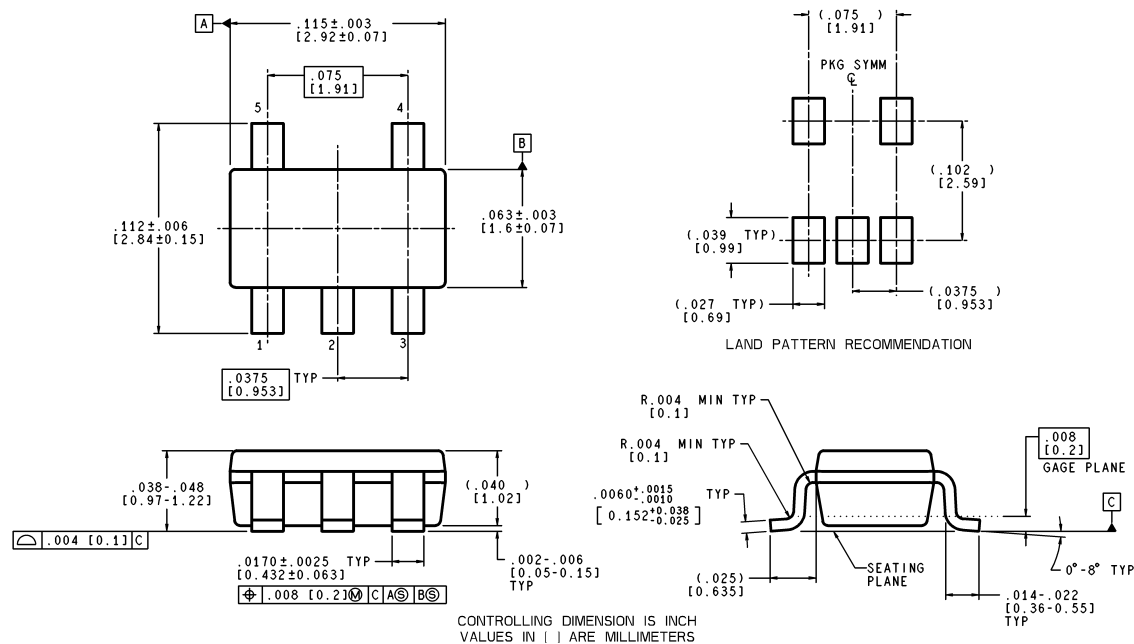 A
.115±.003
[2.92±0.07]
.075
[1.91]
5
4
B
.112±.006
[2.84±0.15]
.063±.003
[1.6±0.07]
1
2
3
.0375
[0.953]
TYP
(.075 )
[1.91]
PKG SYMM
℄
(.102 )
[2.59]
(.039 TYP)
[0.99]
(.027 TYP)
[0.69]
(.0375 )
[0.953]
LAND PATTERN RECOMMENDATION
.038-.048
[0.97-1.22]
(.040 )
[1.02]
⌓ .004 [0.1] C
.0170±.0025 TYP
[0.432±0.063]
⌖ .008 [0.2]Ⓜ C AⓈ BⓈ
.002-.006
[0.05-0.15]
TYP
R.004 MIN TYP
[0.1]
R.004 MIN TYP
[0.1]
.008
[0.2]
GAGE PLANE
.0060+.0015
-.0010
[0.152+0.038
-0.025]
TYP
C
SEATING
PLANE
0°-8° TYP
(.025)
[0.635]
.014-.022
[0.36-0.55]
TYP
CONTROLLING DIMENSION IS INCH
VALUES IN [ ] ARE MILLIMETERS